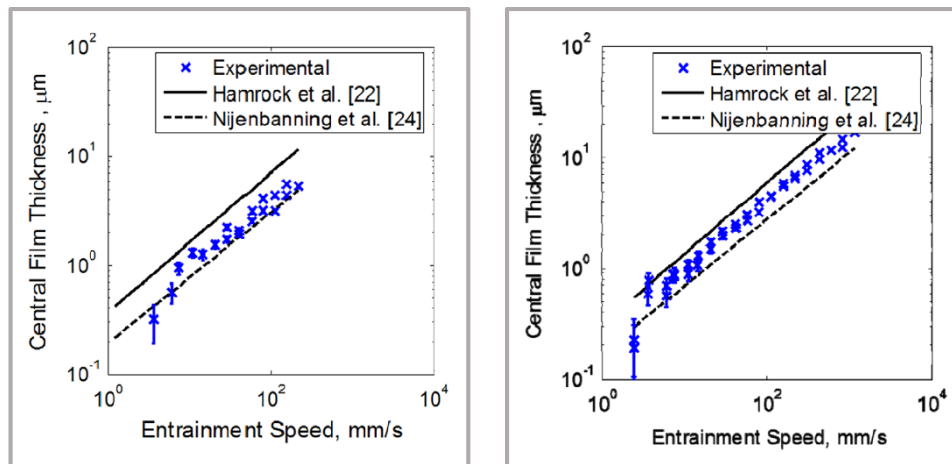 10^2
Experimental
Hamrock et al. [22]
Nijenbanning et al. [24]
10^1
10^0
10^-1
Central Film Thickness , μm
10^0
10^2
10^4
Entrainment Speed, mm/s
10^2
Experimental
Hamrock et al. [22]
Nijenbanning et al. [24]
10^1
10^0
10^-1
Central Film Thickness , μm
10^0
10^2
10^4
Entrainment Speed, mm/s